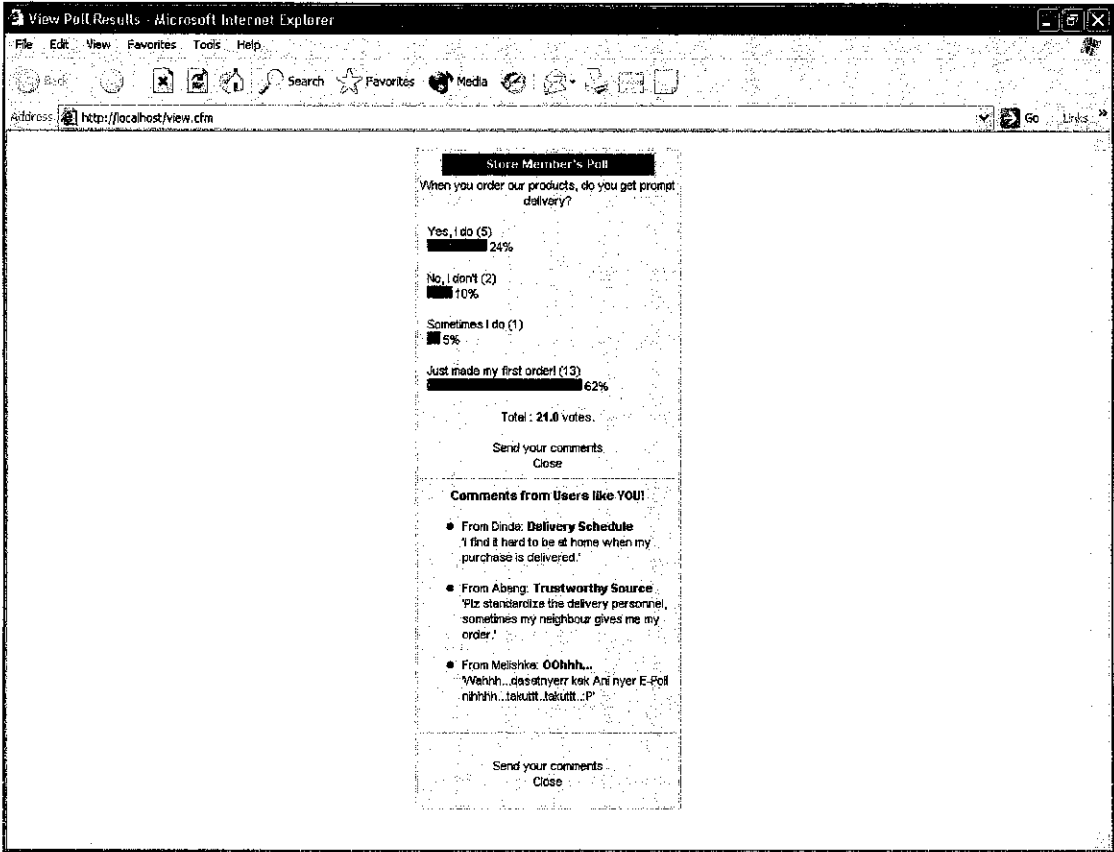 View Poll Results - Microsoft Internet Explorer
File Edit View Favorites Tools Help
Back Search Favorites Media
Address http://localhost/view.cfm Go Links »
Store Member's Poll
When you order our products, do you get prompt
delivery?
Yes, I do (5)
24%
No, I don't (2)
10%
Sometimes I do (1)
5%
Just made my first order! (13)
62%
Total : 21.0 votes.
Send your comments
Close
Comments from Users like YOU!
From Dinda: Delivery Schedule
'I find it hard to be at home when my
purchase is delivered.'
From Abang: Trustworthy Source
'Plz standardize the delivery personnel,
sometimes my neighbour gives me my
order.'
From Melishka: OOhhh...
kak Ani nyer E-Poll
nihhhh...takuttt..takuttt..:P'
Send your comments
Close